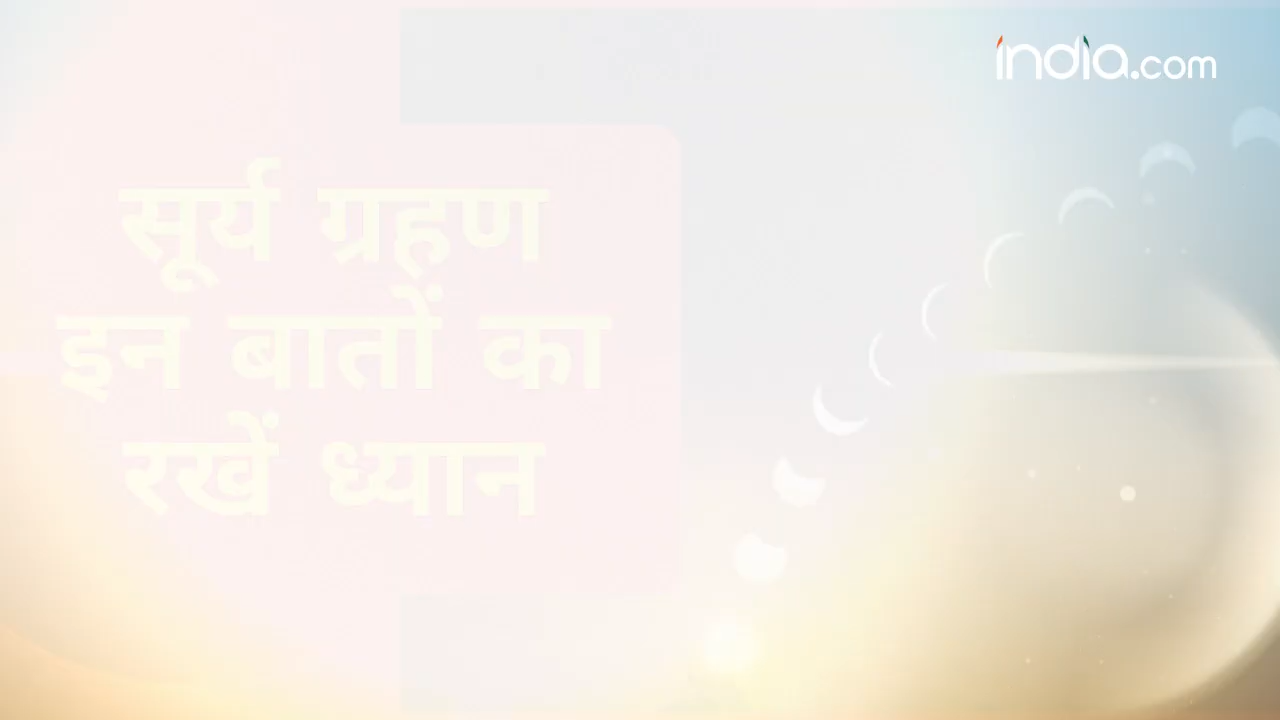 india.com
सूर्य ग्रहण
इन बातों का
रखें ध्यान